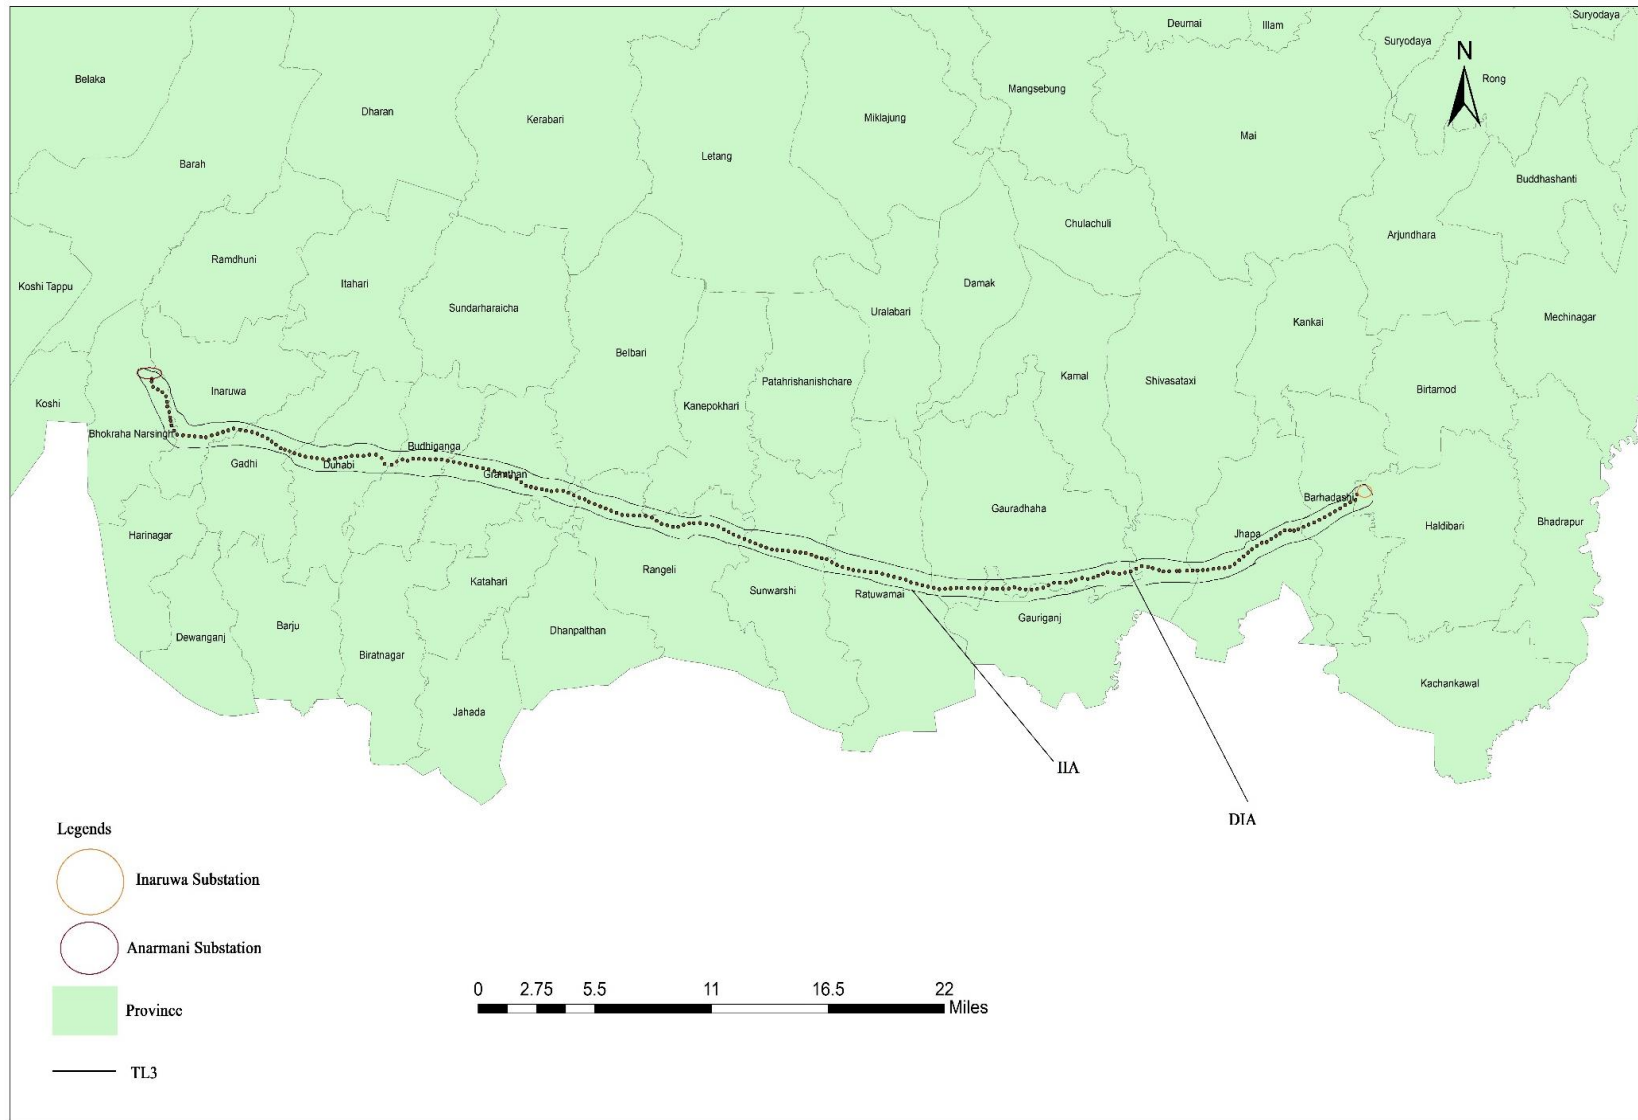 Suryodaya
Deumai
Illam
Suryodaya
N
Belaka
Rong
Mangsebung
Dharan
Kerabari
Miklajung
Mai
Letang
Barah
Buddhashanti
Chulachuli
Arjundhara
Ramdhuni
Koshi Tappu
Itahari
Damak
Sundarharaicha
Uralabari
Kankai
Mechinagar
Belbari
Patahrishanishchare
Kamal
Shivasataxi
Inaruwa
Birtamod
Koshi
Kanepokhari
Bhokraha Narsingh
Budhiganga
Gadhi
Duhabi
Gramthan
Barhadashi
Gauradhaha
Haldibari
Bhadrapur
Harinagar
Jhapa
Rangeli
Katahari
Sunwarshi
Ratuwamai
Gauriganj
Barju
Dhanpalthan
Dewanganj
Biratnagar
Kachankawal
Jahada
IIA
DIA
Legends
Inaruwa Substation
Anarmani Substation
Province
TL3
0 2.75 5.5 11 16.5 22
Miles